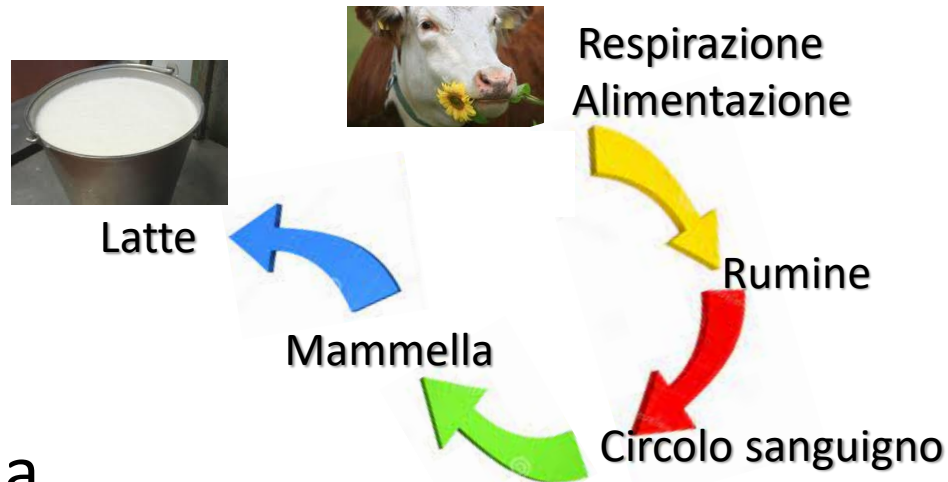 Respirazione
Alimentazione
Latte
Rumine
Mammella
Circolo sanguigno
a